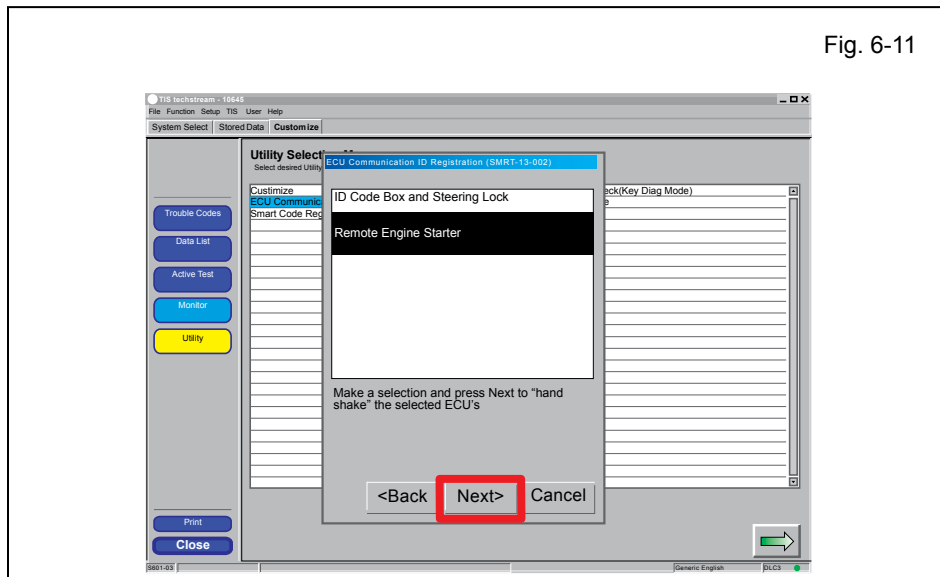 Fig. 6-11
TIS techstream - 10645
File Function Setup TIS User Help
System Select Stored Data Customize
Utility Select
Select desired Utility
ECU Communication ID Registration (SMRT-13-002)
Custimize
ECU Communic
Smart Code Reg
eck(Key Diag Mode)
ID Code Box and Steering Lock
Remote Engine Starter
Make a selection and press Next to "hand
shake" the selected ECU's
<Back Next> Cancel
Trouble Codes
Data List
Active Test
Monitor
Utility
Print
Close
S601-03
Generic English
DLC3